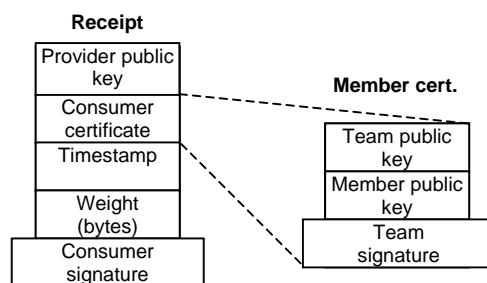 Receipt
Provider public
key
Consumer
certificate
Timestamp
Weight
(bytes)
Consumer
signature
Member cert.
Team public
key
Member public
key
Team
signature